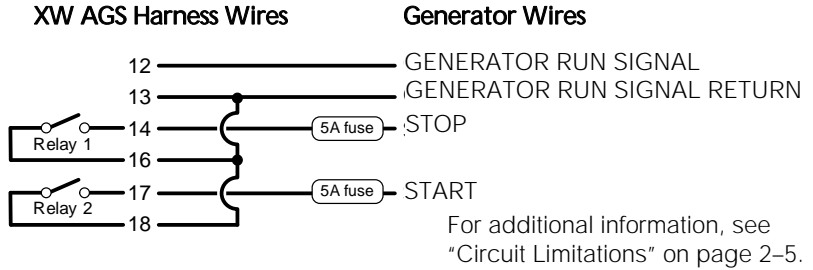 XW AGS Harness Wires Generator Wires
12 GENERATOR RUN SIGNAL
13 GENERATOR RUN SIGNAL RETURN
14 5A fuse STOP
Relay 1
16
17 5A fuse START
Relay 2
18
For additional information, see
"Circuit Limitations" on page 2–5.